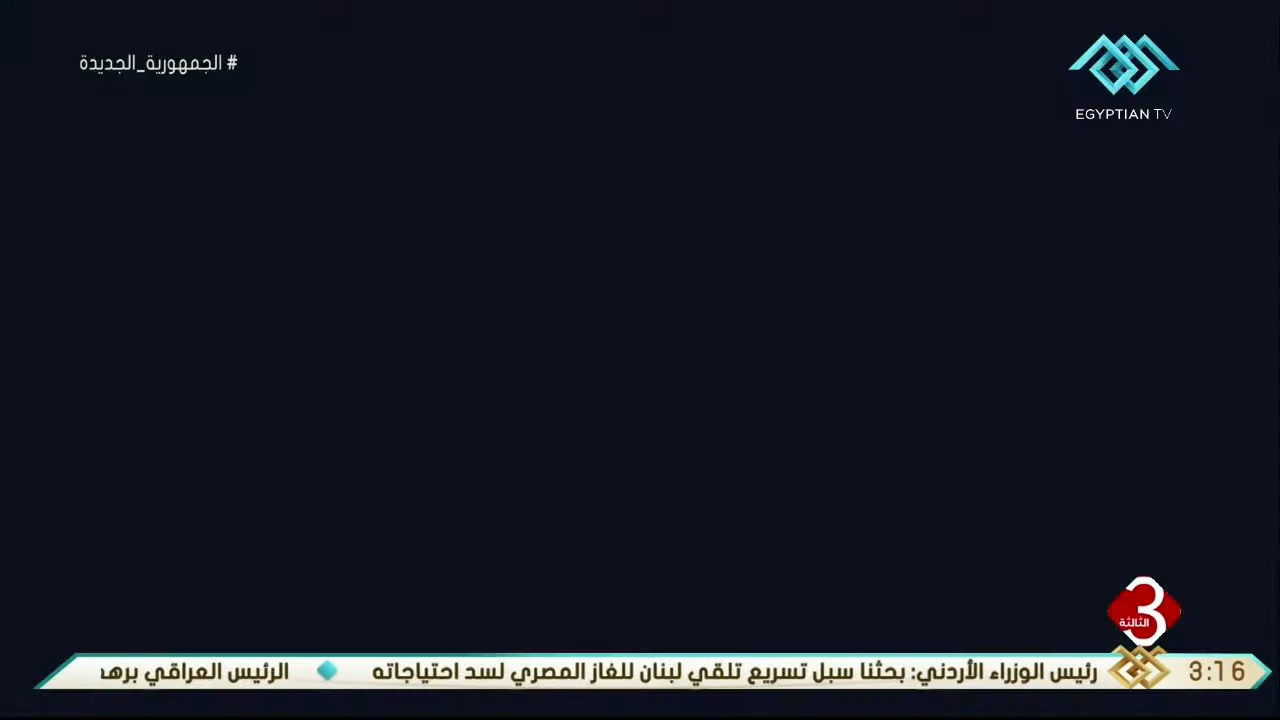 # الجمهورية_الجديدة
EGYPTIAN TV
3
الثالثة
3:16
رئيس الوزراء الأردني: بحثنا سبل تسريع تلقي لبنان للغاز المصري لسد احتياجاته
الرئيس العراقي